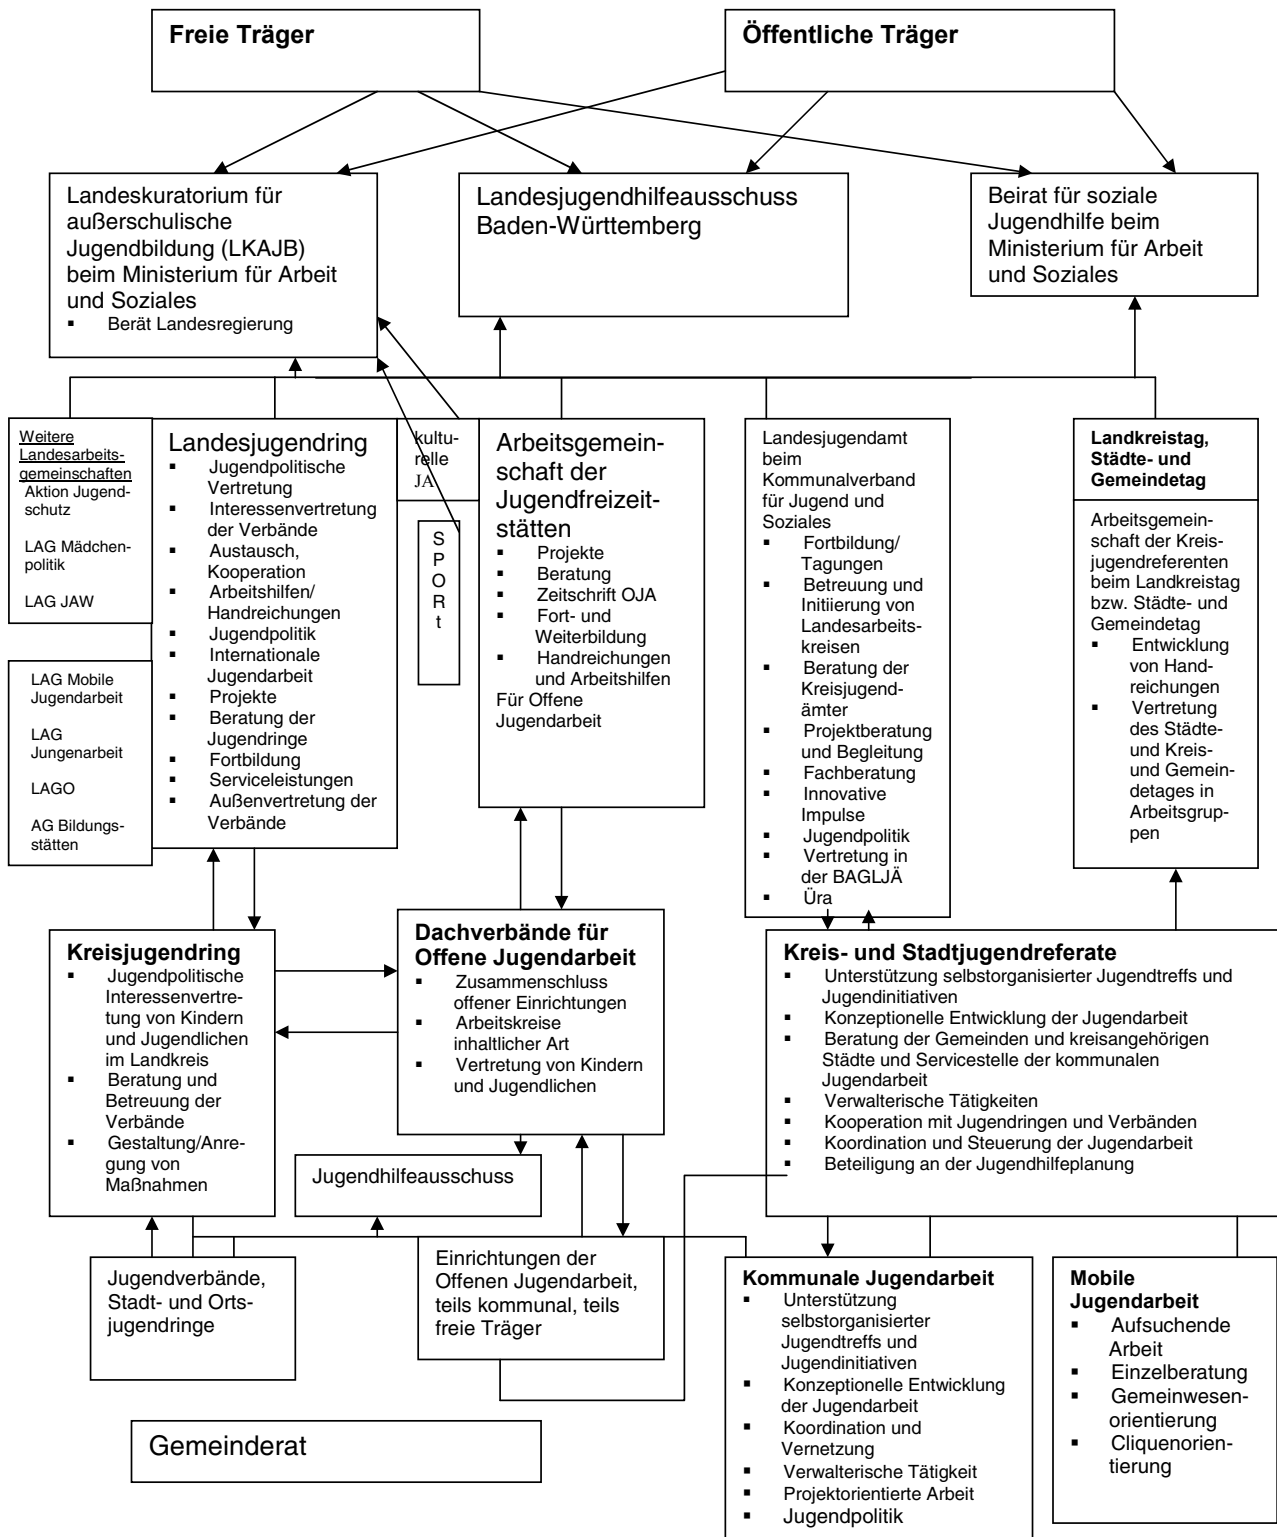 Freie Träger
Öffentliche Träger
Landeskuratorium für
außerschulische
Jugendbildung (LKAJB)
beim Ministerium für Arbeit
und Soziales
▪ Berät Landesregierung
Landesjugendhilfeausschuss
Baden-Württemberg
Beirat für soziale
Jugendhilfe beim
Ministerium für Arbeit
und Soziales
Weitere
Landesarbeits-
gemeinschaften
Aktion Jugend-
schutz
LAG Mädchen-
politik
LAG JAW
LAG Mobile
Jugendarbeit
LAG
Jungenarbeit
LAGO
AG Bildungs-
stätten
Landesjugendring
▪ Jugendpolitische
Vertretung
▪ Interessenvertretung
der Verbände
▪ Austausch,
Kooperation
▪ Arbeitshilfen/
Handreichungen
▪ Jugendpolitik
▪ Internationale
Jugendarbeit
▪ Projekte
▪ Beratung der
Jugendringe
▪ Fortbildung
▪ Serviceleistungen
▪ Außenvertretung der
Verbände
kultu-
relle
JA
S
P
O
R
t
Arbeitsgemein-
schaft der
Jugendfreizeit-
stätten
▪ Projekte
▪ Beratung
▪ Zeitschrift OJA
▪ Fort- und
Weiterbildung
▪ Handreichungen
und Arbeitshilfen
Für Offene
Jugendarbeit
Landesjugendamt
beim
Kommunalverband
für Jugend und
Soziales
▪ Fortbildung/
Tagungen
▪ Betreuung und
Initiierung von
Landesarbeits-
kreisen
▪ Beratung der
Kreisjugend-
ämter
▪ Projektberatung
und Begleitung
▪ Fachberatung
▪ Innovative
Impulse
▪ Jugendpolitik
▪ Vertretung in
der BAGLJÄ
▪ Üra
Landkreistag,
Städte- und
Gemeindetag
Arbeitsgemein-
schaft der Kreis-
jugendreferenten
beim Landkreistag
bzw. Städte- und
Gemeindetag
▪ Entwicklung
von Hand-
reichungen
▪ Vertretung
des Städte-
und Kreis-
und Gemein-
detages in
Arbeitsgrup-
pen
Kreisjugendring
▪ Jugendpolitische
Interessenvertre-
tung von Kindern
und Jugendlichen
im Landkreis
▪ Beratung und
Betreuung der
Verbände
▪ Gestaltung/Anre-
gung von
Maßnahmen
Dachverbände für
Offene Jugendarbeit
▪ Zusammenschluss
offener Einrichtungen
▪ Arbeitskreise
inhaltlicher Art
▪ Vertretung von Kindern
und Jugendlichen
Kreis- und Stadtjugendreferate
▪ Unterstützung selbstorganisierter Jugendtreffs und
Jugendinitiativen
▪ Konzeptionelle Entwicklung der Jugendarbeit
▪ Beratung der Gemeinden und kreisangehörigen
Städte und Servicestelle der kommunalen
Jugendarbeit
▪ Verwalterische Tätigkeiten
▪ Kooperation mit Jugendringen und Verbänden
▪ Koordination und Steuerung der Jugendarbeit
▪ Beteiligung an der Jugendhilfeplanung
Jugendhilfeausschuss
Jugendverbände,
Stadt- und Orts-
jugendringe
Einrichtungen der
Offenen Jugendarbeit,
teils kommunal, teils
freie Träger
Kommunale Jugendarbeit
▪ Unterstützung
selbstorganisierter
Jugendtreffs und
Jugendinitiativen
▪ Konzeptionelle Entwicklung
der Jugendarbeit
▪ Koordination und
Vernetzung
▪ Verwalterische Tätigkeit
▪ Projektorientierte Arbeit
▪ Jugendpolitik
Mobile
Jugendarbeit
▪ Aufsuchende
Arbeit
▪ Einzelberatung
▪ Gemeinwesen-
orientierung
▪ Cliquenorien-
tierung
Gemeinderat